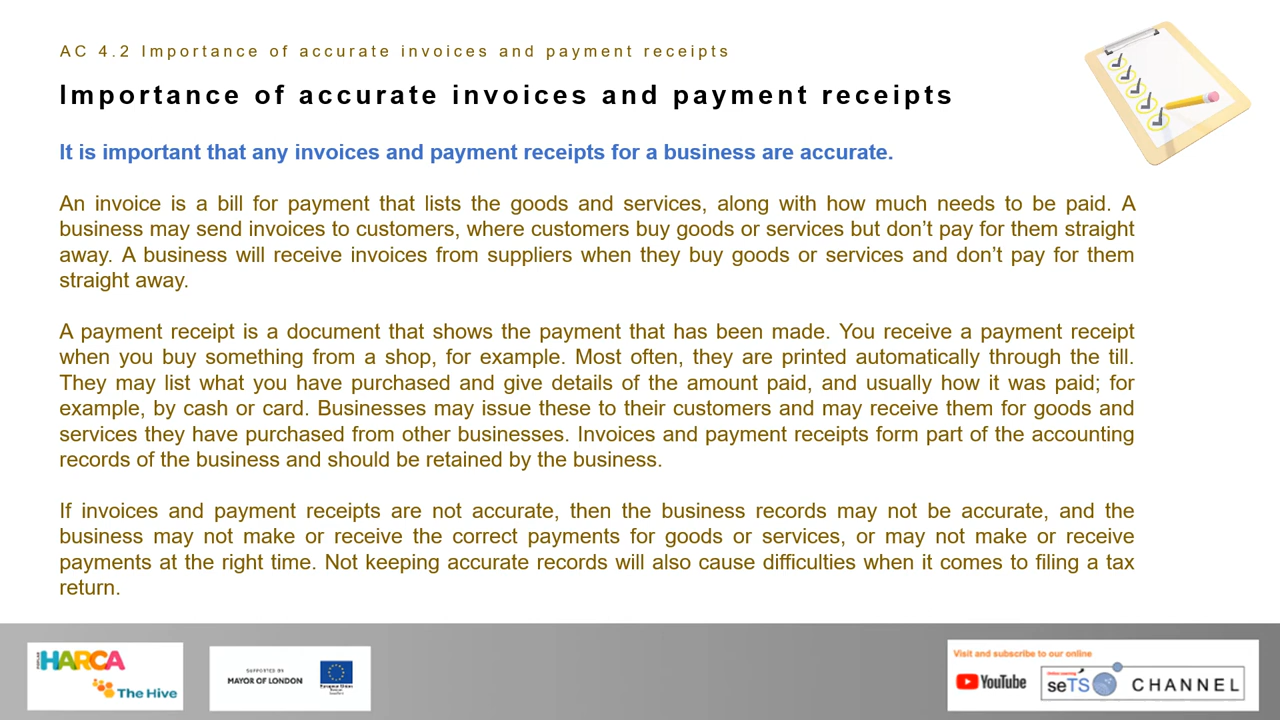 AC 4.2 Importance of accurate invoices and payment receipts
Importance of accurate invoices and payment receipts
It is important that any invoices and payment receipts for a business are accurate.
An invoice is a bill for payment that lists the goods and services, along with how much needs to be paid. A
business may send invoices to customers, where customers buy goods or services but don’t pay for them straight
away. A business will receive invoices from suppliers when they buy goods or services and don’t pay for them
straight away.
A payment receipt is a document that shows the payment that has been made. You receive a payment receipt
when you buy something from a shop, for example. Most often, they are printed automatically through the till.
They may list what you have purchased and give details of the amount paid, and usually how it was paid; for
example, by cash or card. Businesses may issue these to their customers and may receive them for goods and
services they have purchased from other businesses. Invoices and payment receipts form part of the accounting
records of the business and should be retained by the business.
If invoices and payment receipts are not accurate, then the business records may not be accurate, and the
business may not make or receive the correct payments for goods or services, or may not make or receive
payments at the right time. Not keeping accurate records will also cause difficulties when it comes to filing a tax
return.
HARCA
The Hive
SUPPORTED BY
MAYOR OF LONDON
European Union
Visit and subscribe to our online
YouTube
seTS CHANNEL